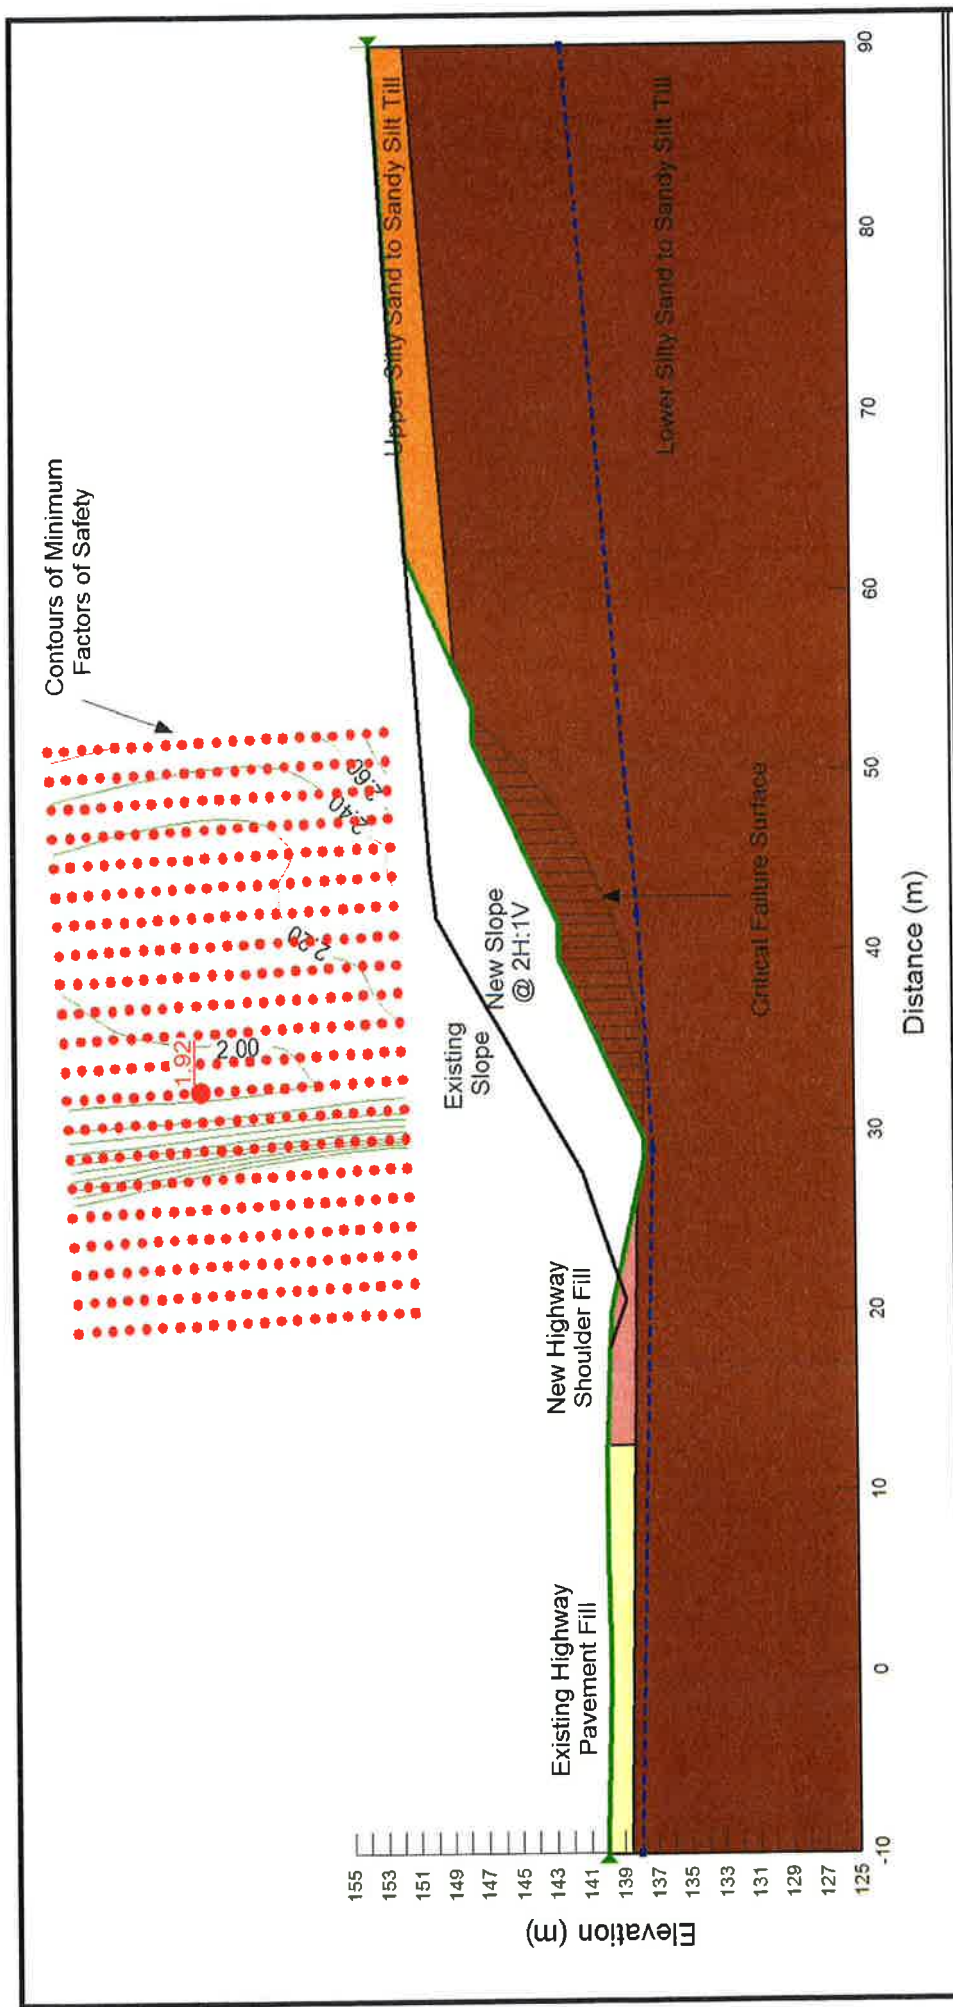 Contours of Minimum
Factors of Safety
2.60
2.40
2.20
1.92
2.00
Existing
Slope
New Slope
@ 2H:1V
Upper Silty Sand to Sandy Silt Till
Lower Silty Sand to Sandy Silt Till
New Highway
Shoulder Fill
Existing Highway
Pavement Fill
Critical Failure Surface
Elevation (m)
155
153
151
149
147
145
143
141
139
137
135
133
131
129
127
125
-10
0
10
20
30
40
50
60
70
80
90
Distance (m)